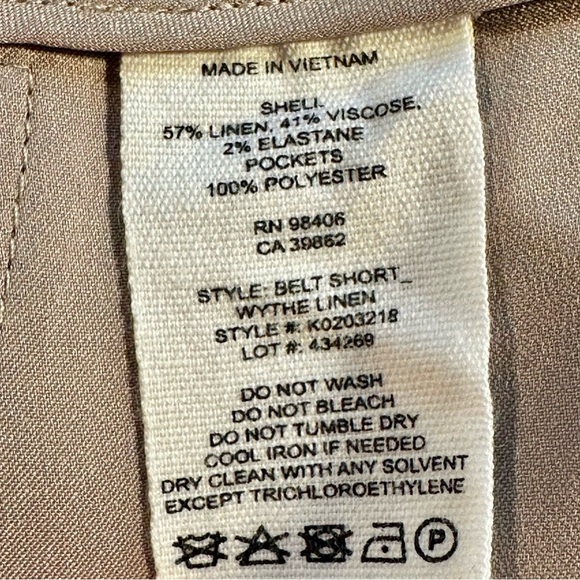 MADE IN VIETNAM
SHELL
57% LINEN, 41% VISCOSE,
2% ELASTANE
POCKETS
100% POLYESTER
RN 98406
CA 39862
STYLE- BELT SHORT_
WYTHE LINEN
STYLE #: K0203218
LOT #: 434269
DO NOT WASH
DO NOT BLEACH
DO NOT TUMBLE DRY
COOL IRON IF NEEDED
DRY CLEAN WITH ANY SOLVENT
EXCEPT TRICHLOROETHYLENE
P